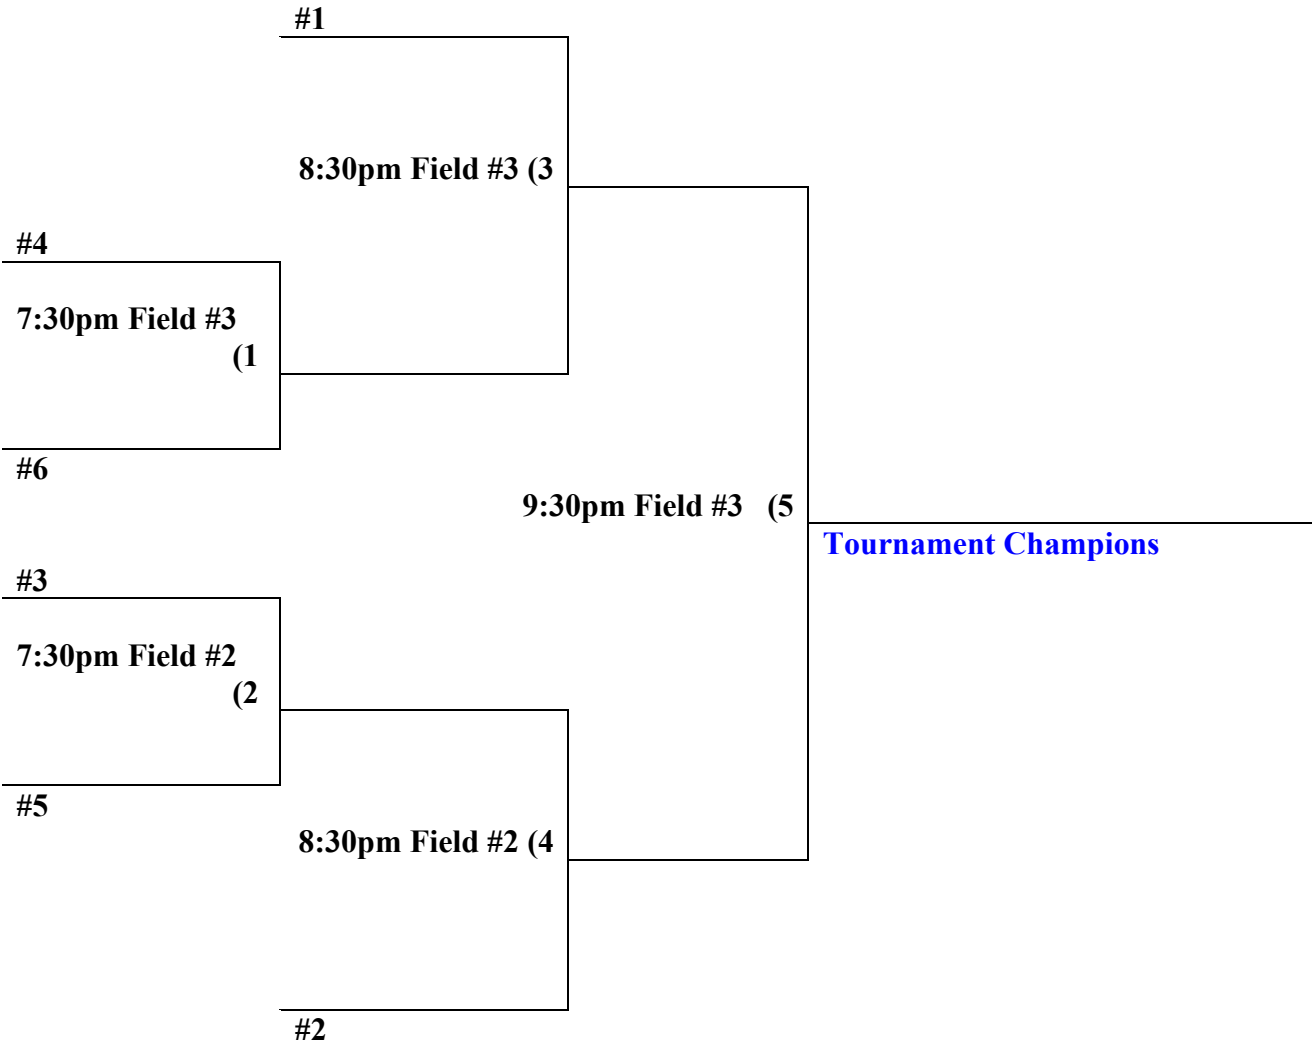 #1
8:30pm Field #3 (3
#4
7:30pm Field #3
(1
#6
9:30pm Field #3 (5
Tournament Champions
#3
7:30pm Field #2
(2
#5
8:30pm Field #2 (4
#2